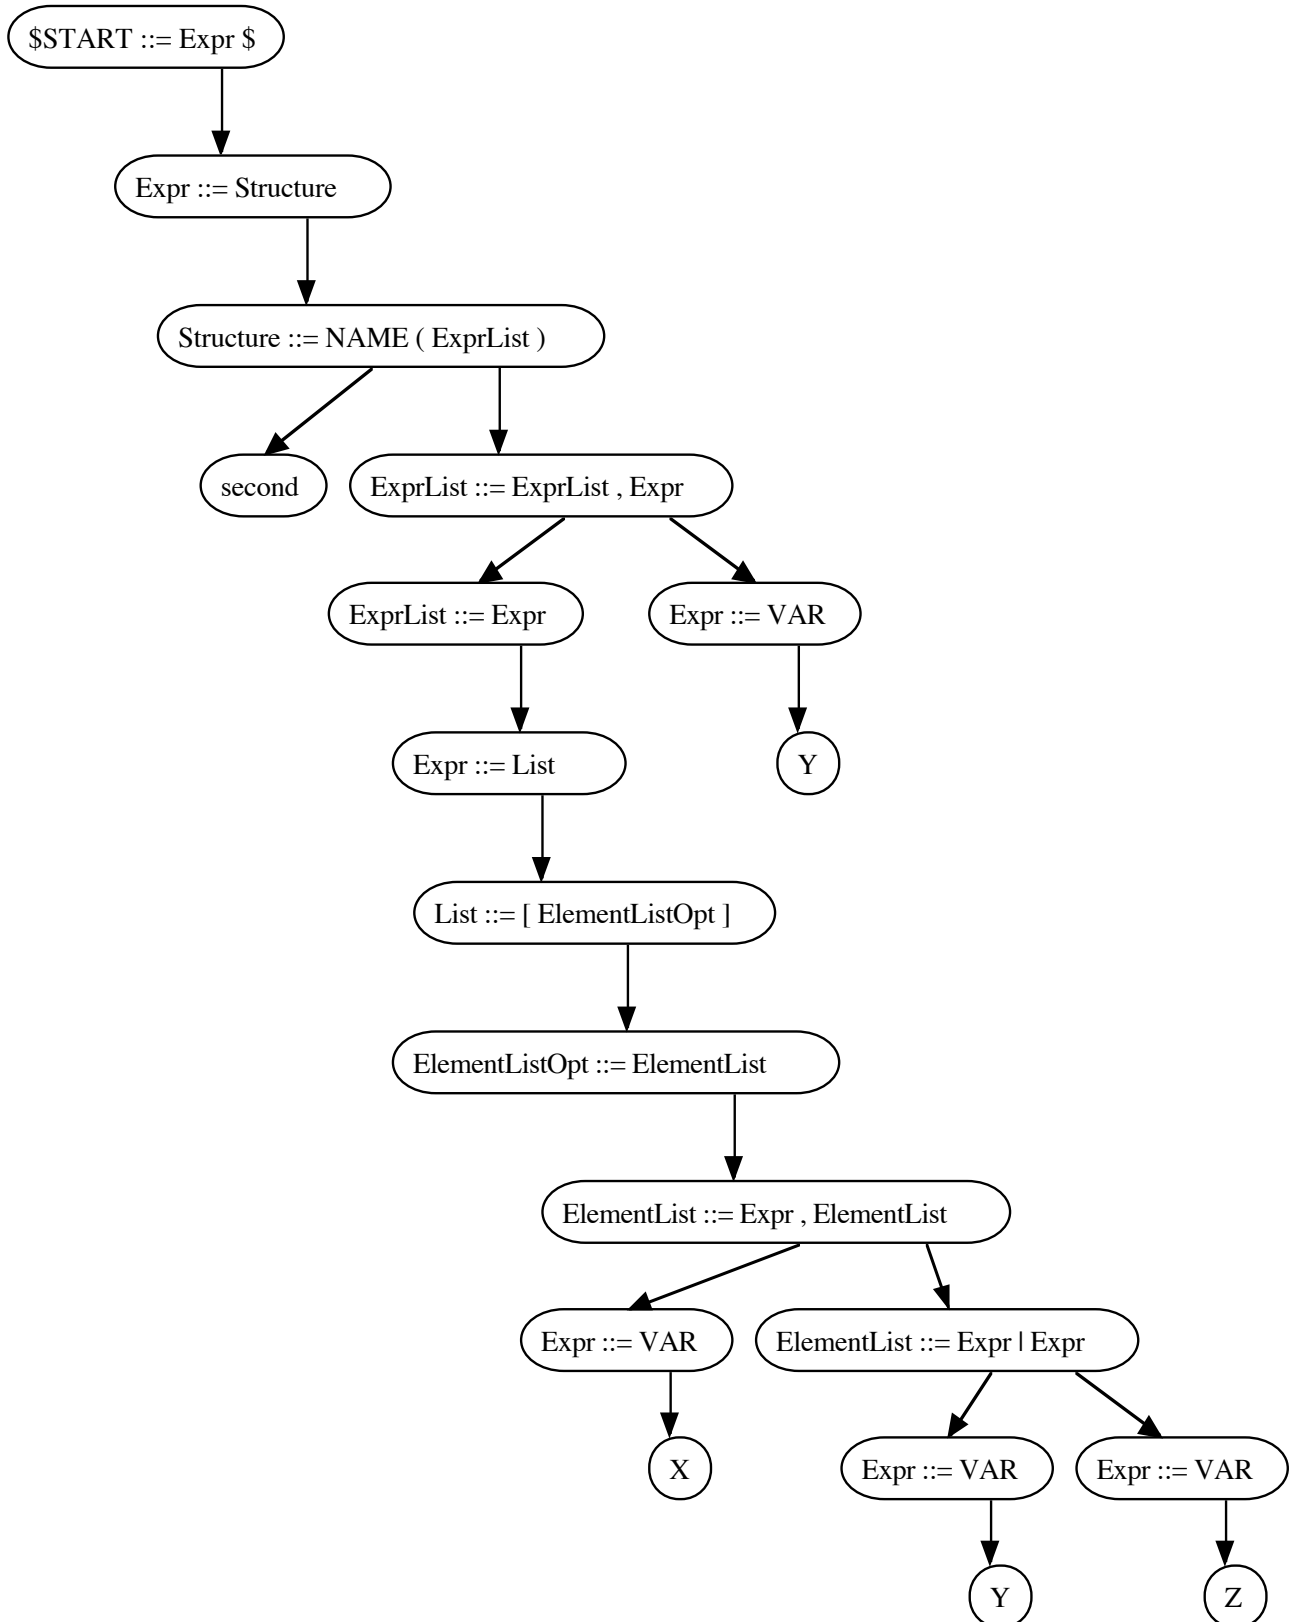 $START ::= Expr $
Expr ::= Structure
Structure ::= NAME ( ExprList )
second
ExprList ::= ExprList , Expr
ExprList ::= Expr
Expr ::= VAR
Expr ::= List
Y
List ::= [ ElementListOpt ]
ElementListOpt ::= ElementList
ElementList ::= Expr , ElementList
Expr ::= VAR
ElementList ::= Expr | Expr
X
Expr ::= VAR
Expr ::= VAR
Y
Z